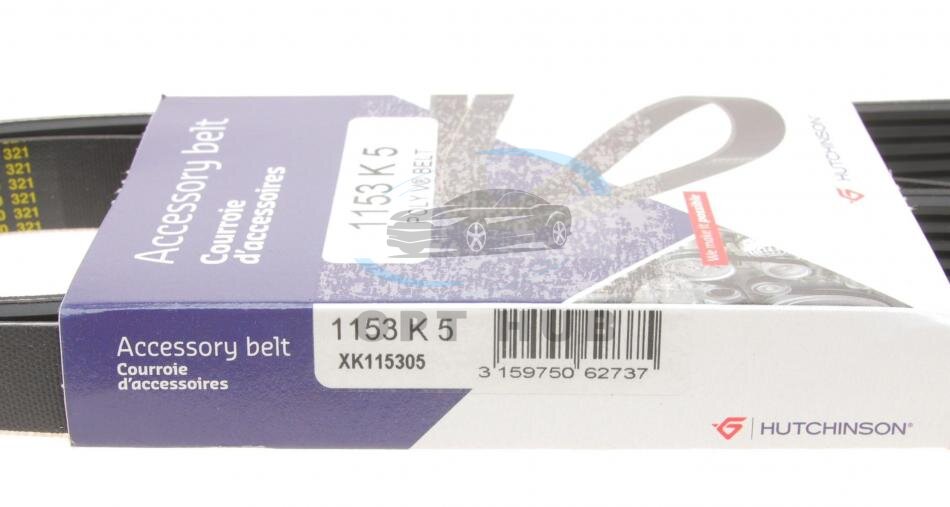 321
321
321
321
321
321
Accessory belt
Courroie
d'accessoires
1153 K 5
POLY V® BELT
We make it possible
HUTCHINSON®
Accessory belt
Courroie
d'accessoires
1153 K 5
XK115305
3 159750 62737
HUTCHINSON®